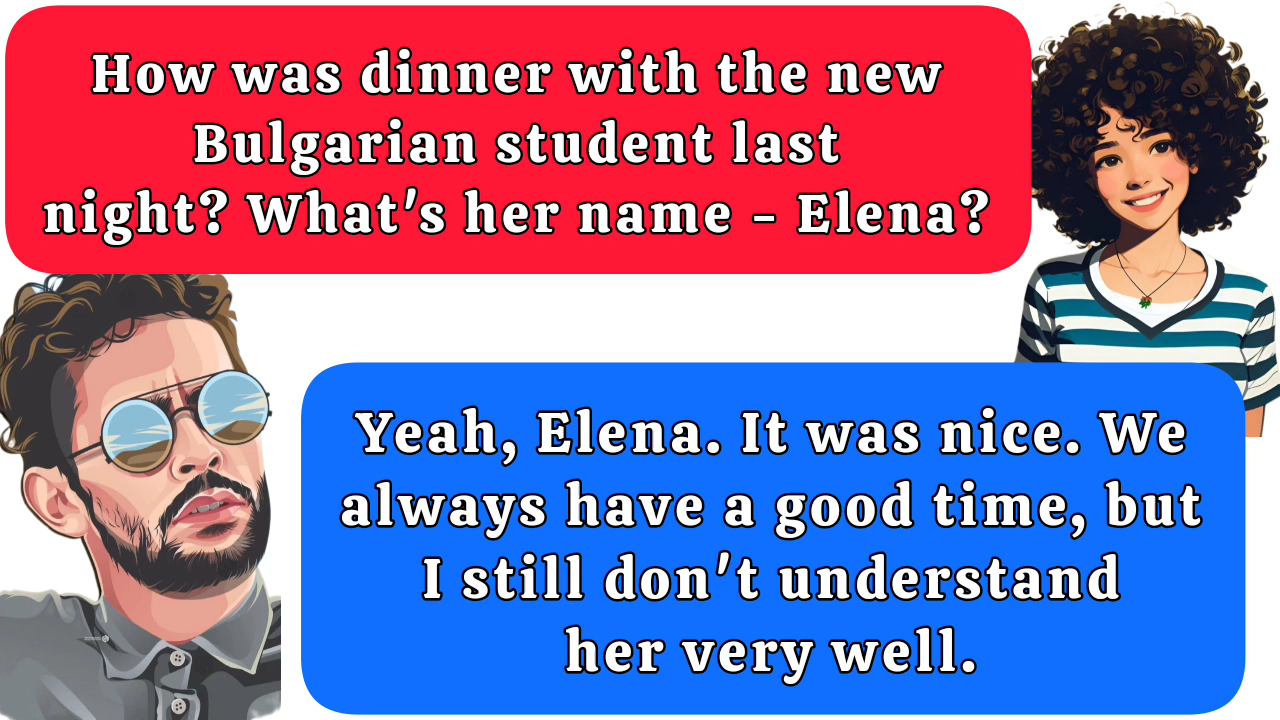 How was dinner with the new
Bulgarian student last
night? What's her name - Elena?
Yeah, Elena. It was nice. We
always have a good time, but
I still don't understand
her very well.